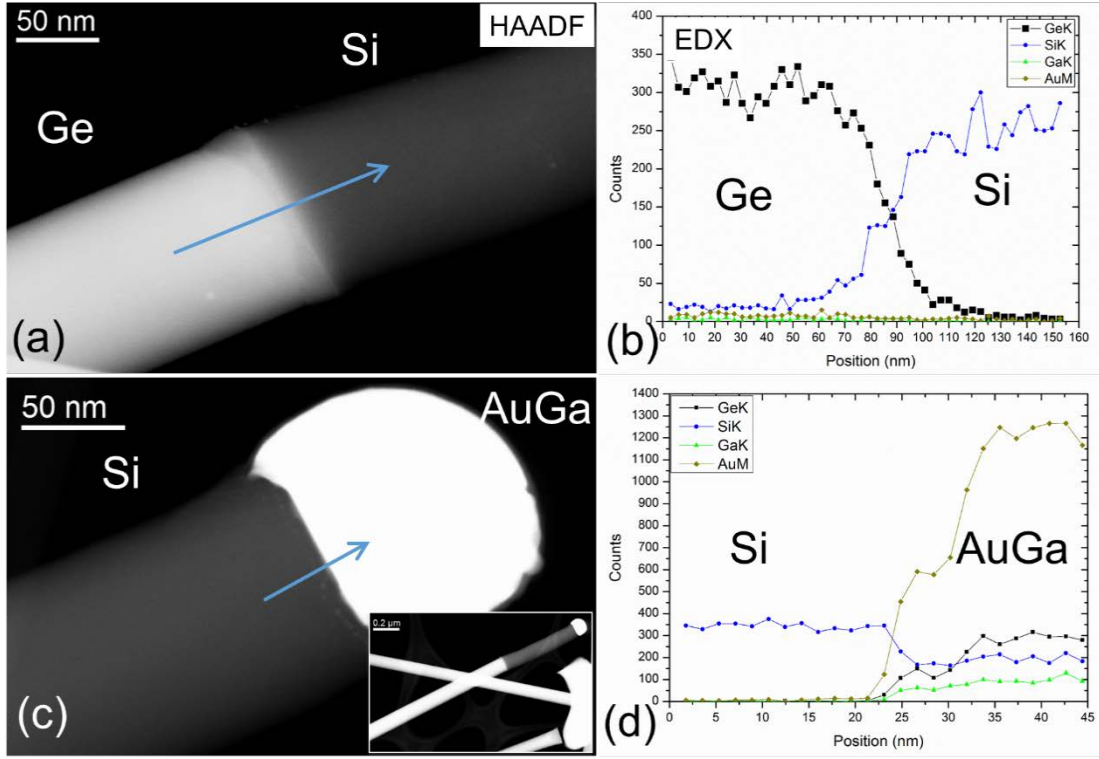 50 nm
HAADF
Si
Ge
(a)
EDX
GeK
SiK
GaK
AuM
Ge
Si
Counts
400
350
300
250
200
150
100
50
0
0 10 20 30 40 50 60 70 80 90 100 110 120 130 140 150 160
Position (nm)
(b)
50 nm
AuGa
Si
0.2 µm
(c)
GeK
SiK
GaK
AuM
Si
AuGa
Counts
1400
1300
1200
1100
1000
900
800
700
600
500
400
300
200
100
0
0 5 10 15 20 25 30 35 40 45
Position (nm)
(d)